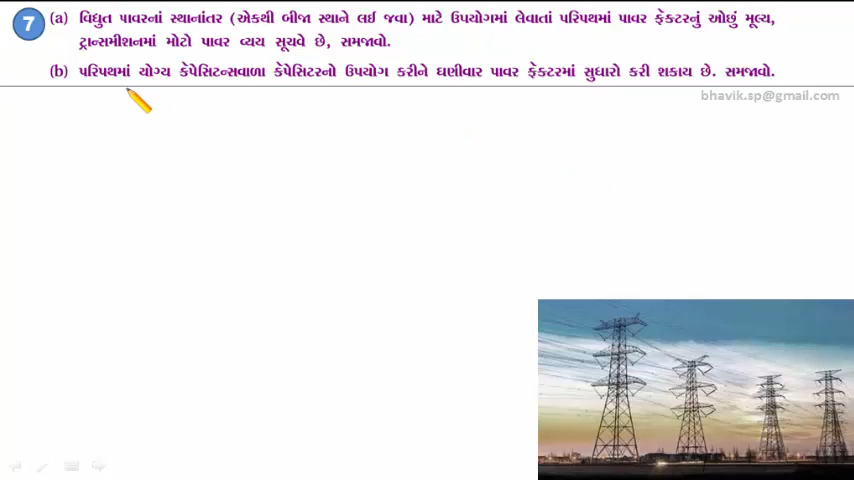 7 (a) વિદ્યુત પાવરનાં સ્થાનાંતર (એકથી બીજા સ્થાને લઈ જવા) માટે ઉપયોગમાં લેવાતાં પરિપથમાં પાવર ફેક્ટરનું ઓછું મૂલ્ય,
ટ્રાન્સમીશનમાં મોટો પાવર વ્યય સૂચવે છે, સમજાવો.
(b) પરિપથમાં યોગ્ય કેપેસિટન્સવાળા કેપેસિટરનો ઉપયોગ કરીને ઘણીવાર પાવર ફેક્ટરમાં સુધારો કરી શકાય છે. સમજાવો.
bhavik.sp@gmail.com